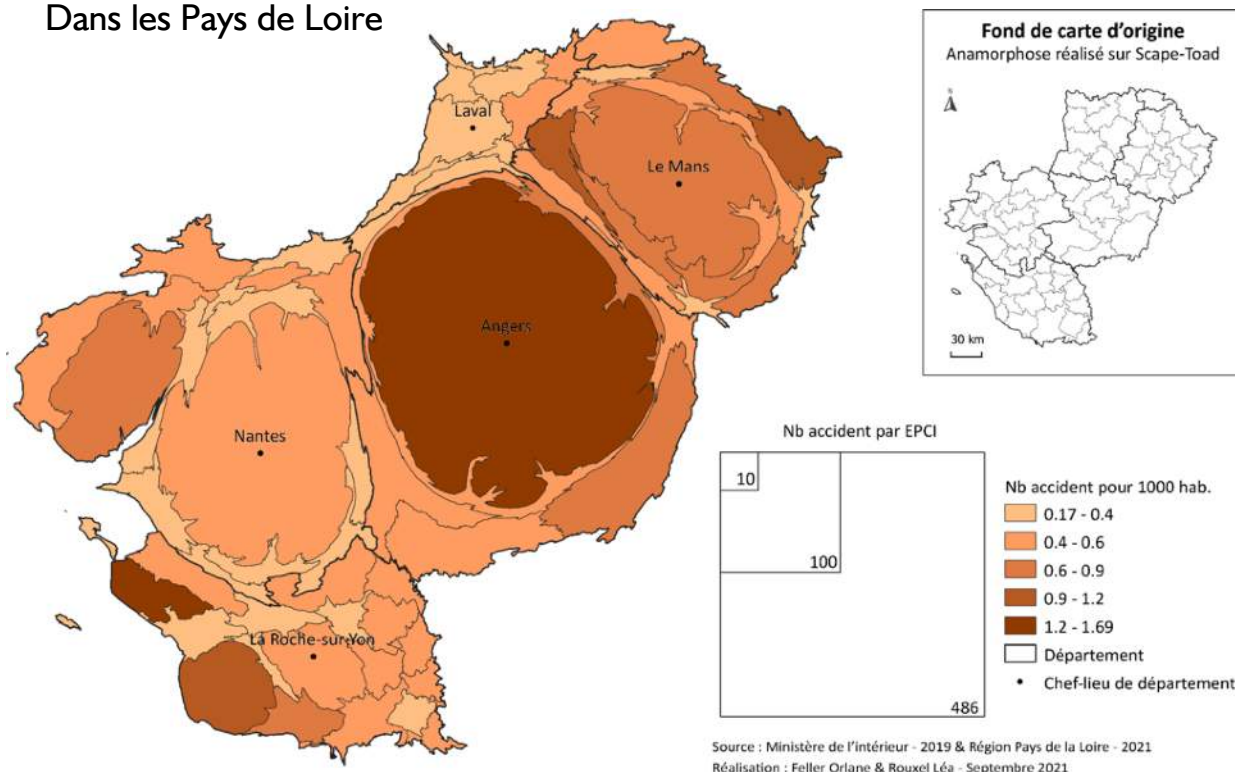 Dans les Pays de Loire
Laval
Le Mans
Angers
Nantes
La Roche-sur-Yon
Fond de carte d'origine
Anamorphose réalisé sur Scape-Toad
N
30 km
Nb accident par EPCI
10
100
486
Nb accident pour 1000 hab.
0.17 - 0.4
0.4 - 0.6
0.6 - 0.9
0.9 - 1.2
1.2 - 1.69
Département
Chef-lieu de département
Source : Ministère de l'intérieur - 2019 & Région Pays de la Loire - 2021
Réalisation : Feller Orlane & Rouxel Léa - Septembre 2021